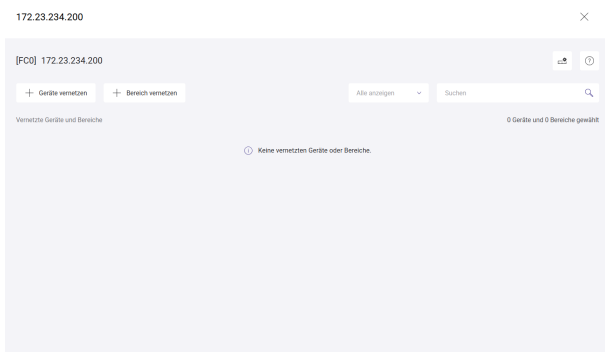 172.23.234.200
[FC0] 172.23.234.200
Geräte vernetzen
Bereich vernetzen
Alle anzeigen
Suchen
Vernetzte Geräte und Bereiche
0 Geräte und 0 Bereiche gewählt
Keine vernetzten Geräte oder Bereiche.